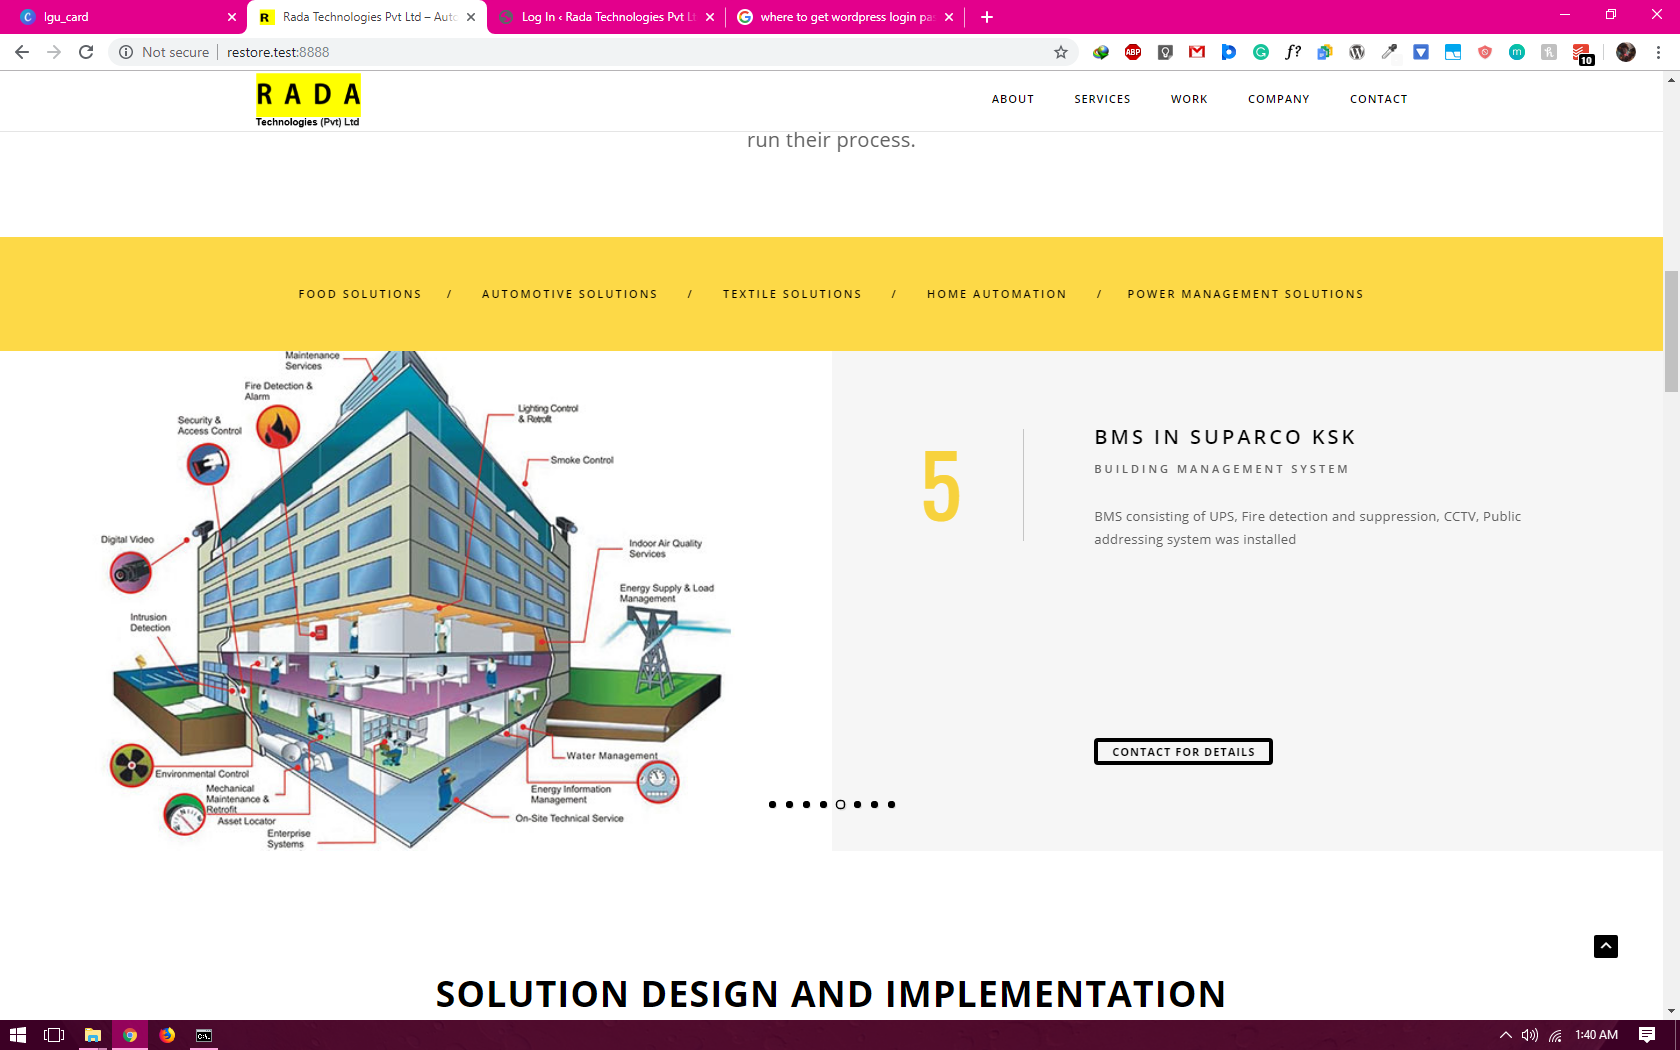 lgu_card
Rada Technologies Pvt Ltd – Auto
Log In ‹ Rada Technologies Pvt Lt
where to get wordpress login pa
Not secure
restore.test:8888
ABP
f?
10
RADA
Technologies (Pvt) Ltd
ABOUT SERVICES WORK COMPANY CONTACT
run their process.
FOOD SOLUTIONS / AUTOMOTIVE SOLUTIONS / TEXTILE SOLUTIONS / HOME AUTOMATION / POWER MANAGEMENT SOLUTIONS
Maintenance
Services
Fire Detection &
Alarm
Security &
Access Control
Lighting Control
& Retrofit
Smoke Control
Digital Video
Indoor Air Quality
Services
Energy Supply & Load
Management
Intrusion
Detection
Water Management
Environmental Control
Mechanical
Maintenance &
Retrofit
Energy Information
Management
Asset Locator
On-Site Technical Service
Enterprise
Systems
5
BMS IN SUPARCO KSK
BUILDING MANAGEMENT SYSTEM
BMS consisting of UPS, Fire detection and suppression, CCTV, Public
addressing system was installed
CONTACT FOR DETAILS
SOLUTION DESIGN AND IMPLEMENTATION
1:40 AM